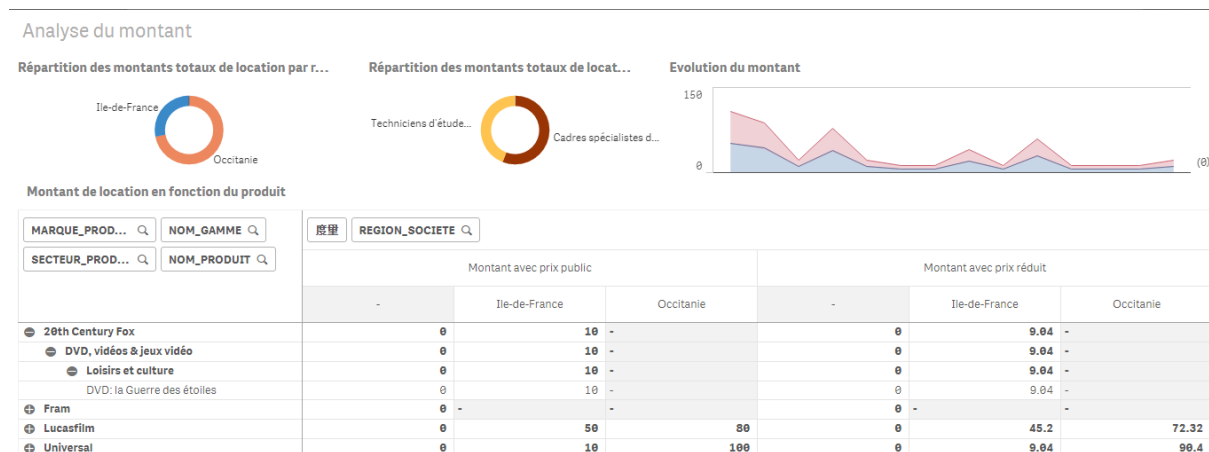 Analyse du montant
Répartition des montants totaux de location par r...
Répartition des montants totaux de locat...
Evolution du montant
Ile-de-France
Occitanie
Techniciens d'étude...
Cadres spécialistes d...
150
0
(0)
Montant de location en fonction du produit
MARQUE_PROD... NOM_GAMME
SECTEUR_PROD... NOM_PRODUIT
度量 REGION_SOCIETE
Montant avec prix public Montant avec prix réduit
- Ile-de-France Occitanie - Ile-de-France Occitanie
20th Century Fox 0 10 - 0 9.04 -
DVD, vidéos & jeux vidéo 0 10 - 0 9.04 -
Loisirs et culture 0 10 - 0 9.04 -
DVD: la Guerre des étoiles 0 10 - 0 9.04 -
Fram 0 - - 0 - -
Lucasfilm 0 50 80 0 45.2 72.32
Universal 0 10 100 0 9.04 90.4